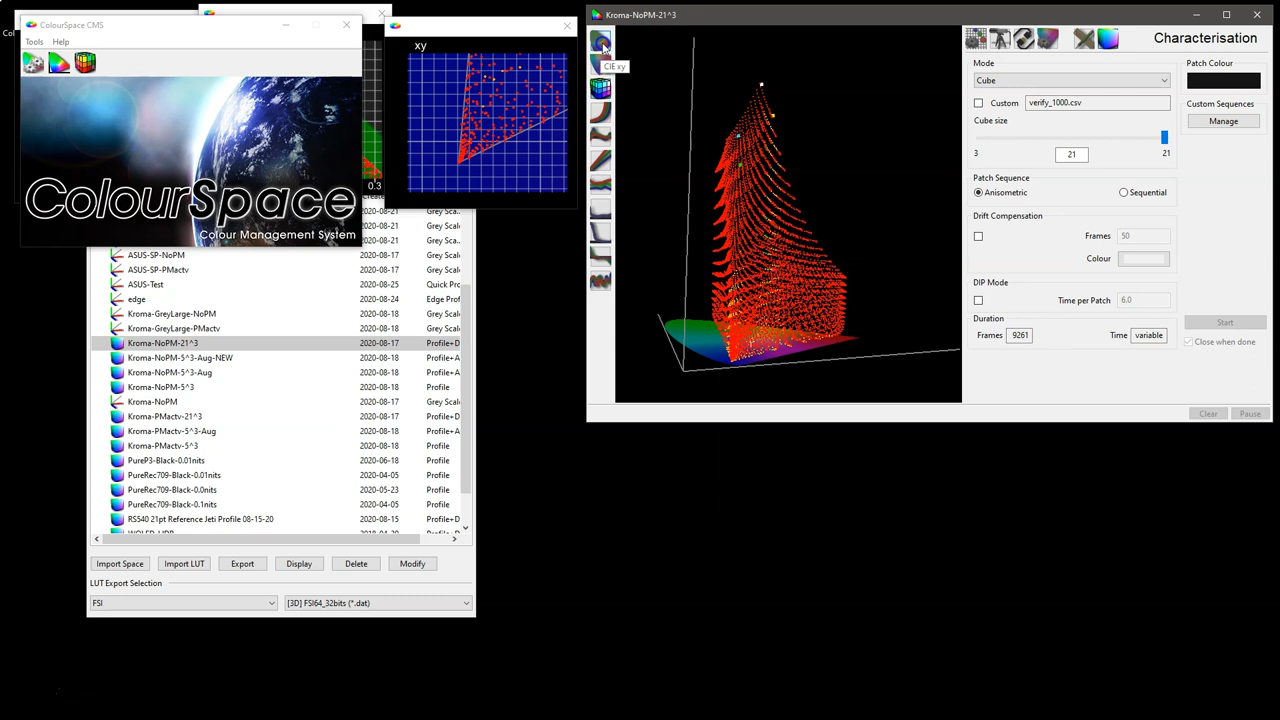 ColourSpace CMS
Tools Help
ColourSpace
Colour Management System
xy
0.3
2020-08-21 Grey Sca...
2020-08-21 Grey Sca...
2020-08-21 Grey Sca...
ASUS-SP-NoPM 2020-08-17 Grey Sca..
ASUS-SP-PMactv 2020-08-17 Grey Sca..
ASUS-Test 2020-08-25 Quick Pro
edge 2020-08-24 Edge Prof
Kroma-GreyLarge-NoPM 2020-08-18 Grey Sca..
Kroma-GreyLarge-PMactv 2020-08-18 Grey Sca..
Kroma-NoPM-21^3 2020-08-17 Profile+D
Kroma-NoPM-5^3-Aug-NEW 2020-08-18 Profile+A
Kroma-NoPM-5^3-Aug 2020-08-18 Profile+A
Kroma-NoPM-5^3 2020-08-18 Profile
Kroma-NoPM 2020-08-17 Grey Sca..
Kroma-PMactv-21^3 2020-08-17 Profile+D
Kroma-PMactv-5^3-Aug 2020-08-18 Profile+A
Kroma-PMactv-5^3 2020-08-18 Profile
PureP3-Black-0.01nits 2020-06-18 Profile
PureRec709-Black-0.01nits 2020-04-05 Profile
PureRec709-Black-0.0nits 2020-05-23 Profile
PureRec709-Black-0.1nits 2020-04-05 Profile
RS540 21pt Reference Jeti Profile 08-15-20 2020-08-15 Profile+D
Import Space Import LUT Export Display Delete Modify
LUT Export Selection
FSI [3D] FSI64_32bits (*.dat)
Kroma-NoPM-21^3
CIE xy
Characterisation
Mode
Cube
Custom verify_1000.csv
Cube size
3 21 21
Patch Sequence
Anisometric Sequential
Drift Compensation
Frames 50
Colour
DIP Mode
Time per Patch 6.0
Duration
Frames 9261 Time variable
Patch Colour
Custom Sequences
Manage
Start
Close when done
Clear Pause